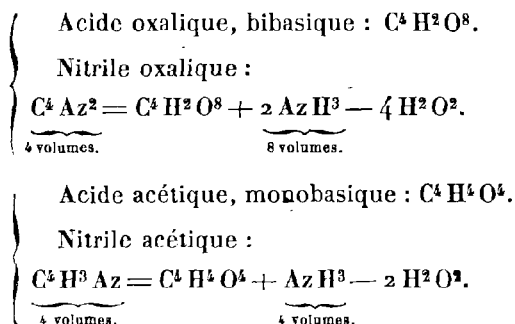 Acide oxalique, bibasique : C⁴ H² O⁸.
Nitrile oxalique :
C⁴ Az² = C⁴ H² O⁸ + 2 Az H³ — 4 H² O².
4 volumes. 8 volumes.
Acide acétique, monobasique : C⁴ H⁴ O⁴.
Nitrile acétique :
C⁴ H³ Az = C⁴ H⁴ O⁴ + Az H³ — 2 H² O².
4 volumes. 4 volumes.